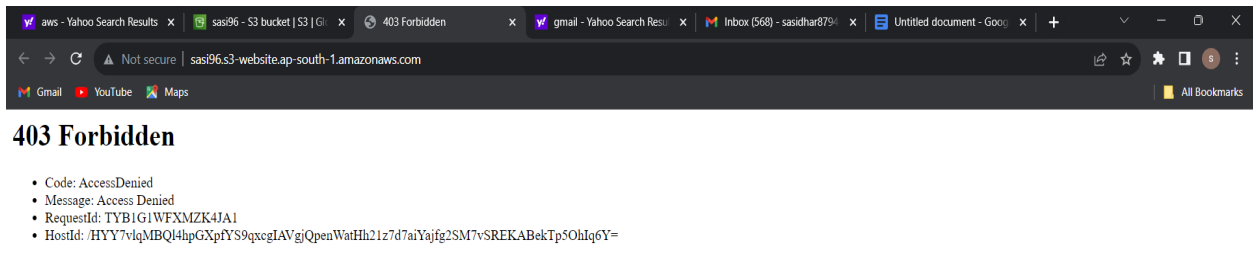 aws - Yahoo Search Results
sasi96 - S3 bucket | S3 | Glo
403 Forbidden
gmail - Yahoo Search Resul
Inbox (568) - sasidhar8794
Untitled document - Goog
Not secure | sasi96.s3-website.ap-south-1.amazonaws.com
S
Gmail YouTube Maps All Bookmarks
403 Forbidden
• Code: AccessDenied
• Message: Access Denied
• RequestId: TYB1G1WFXMZK4JA1
• HostId: /HYY7vlqMBQl4hpGXpfYS9qxcgIAVgjQpenWatHh21z7d7aiYajfg2SM7vSREKABekTp5OhIq6Y=